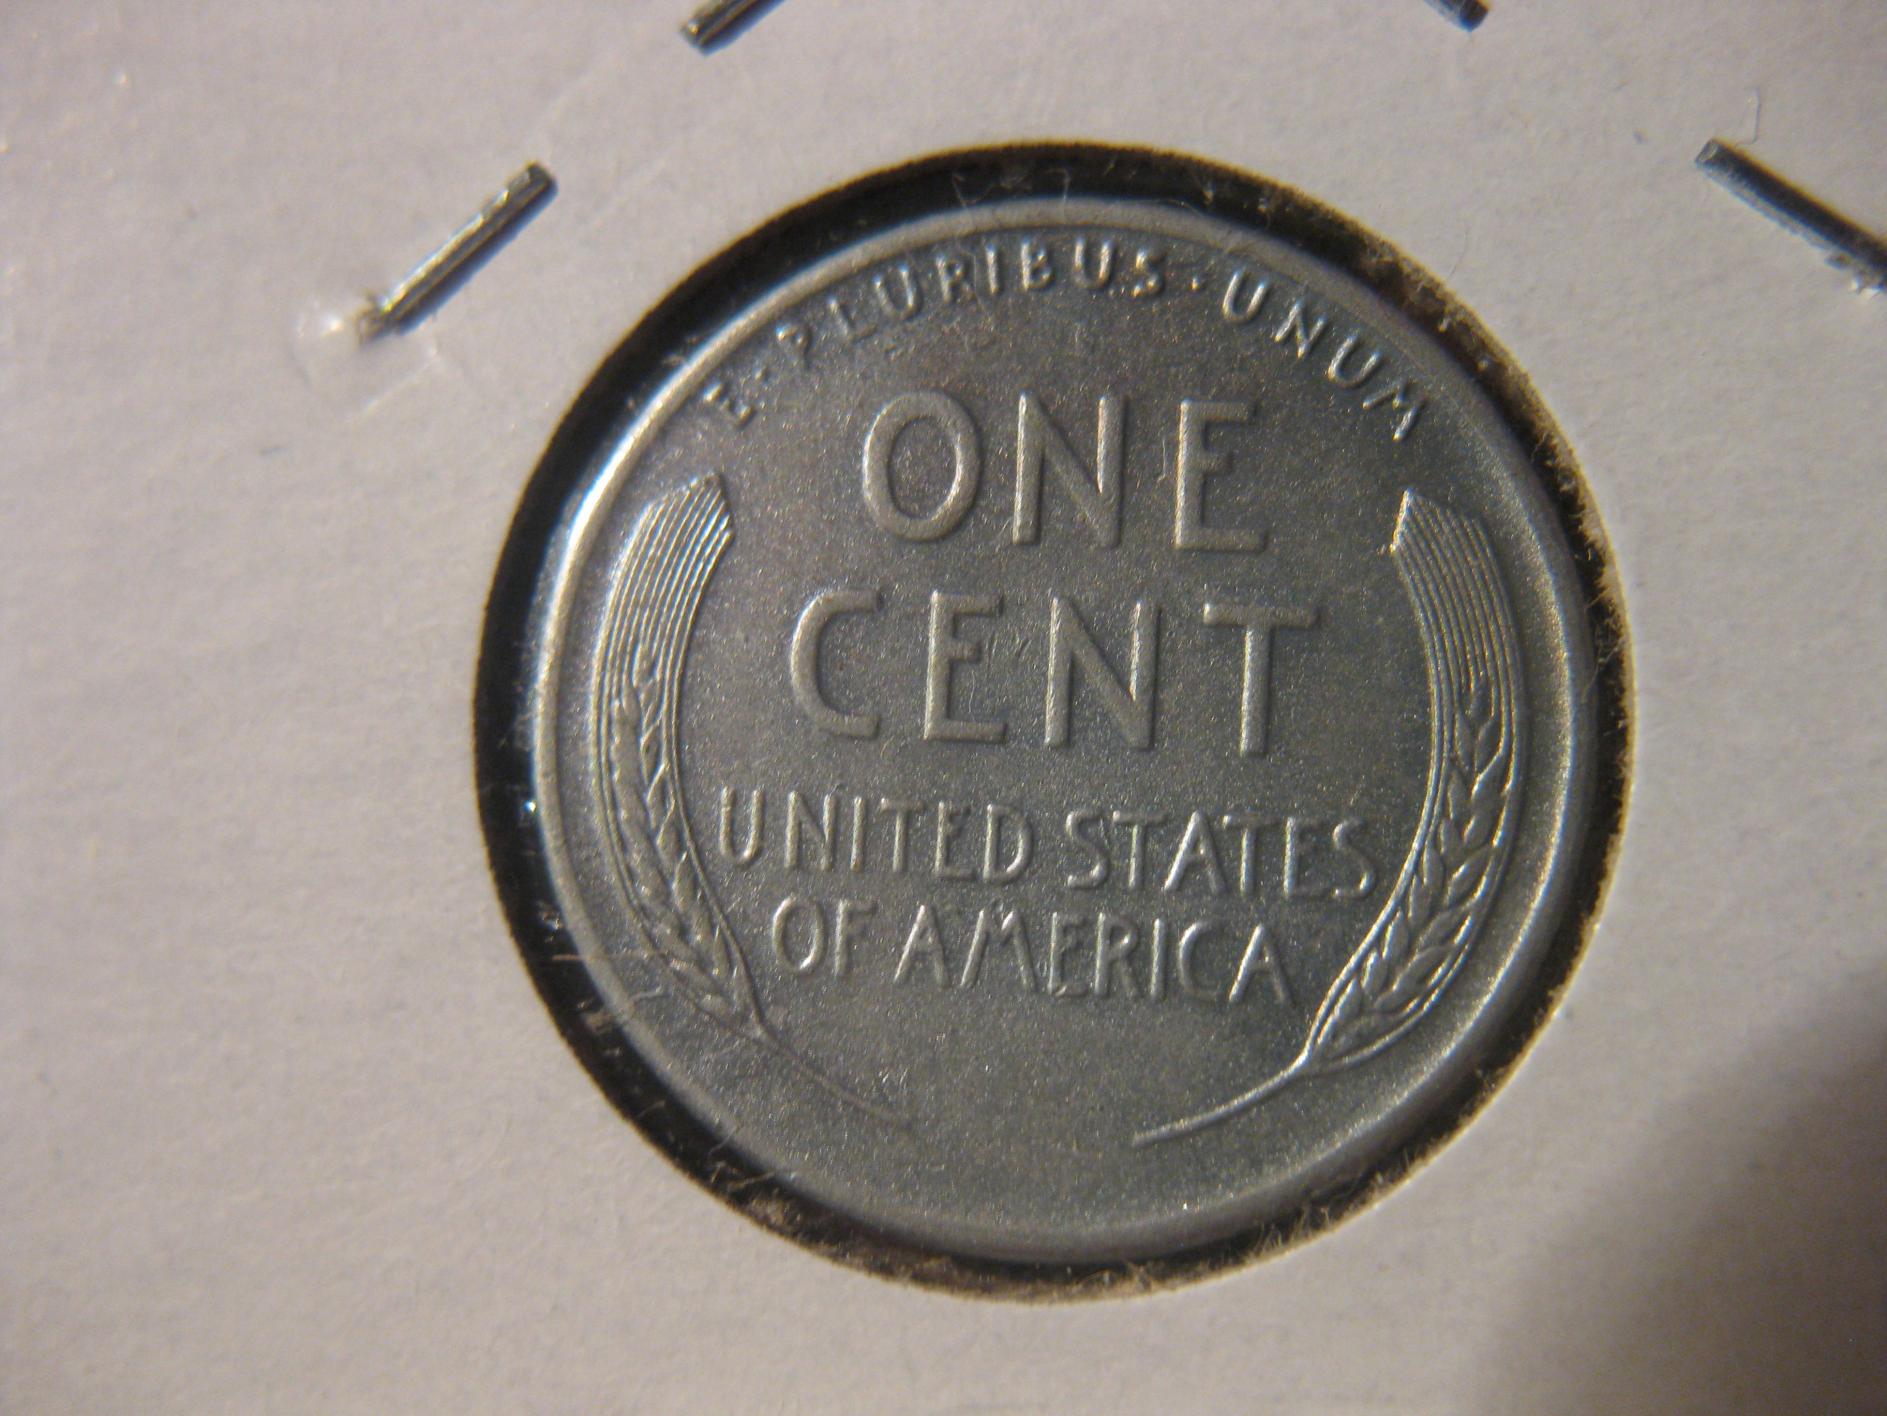 E·PLURIBUS·UNUM
ONE
CENT
UNITED STATES
OF AMERICA